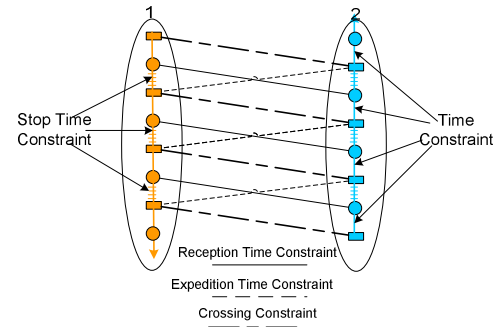 1
2
Stop Time
Constraint
Time
Constraint
Reception Time Constraint
Expedition Time Constraint
Crossing Constraint